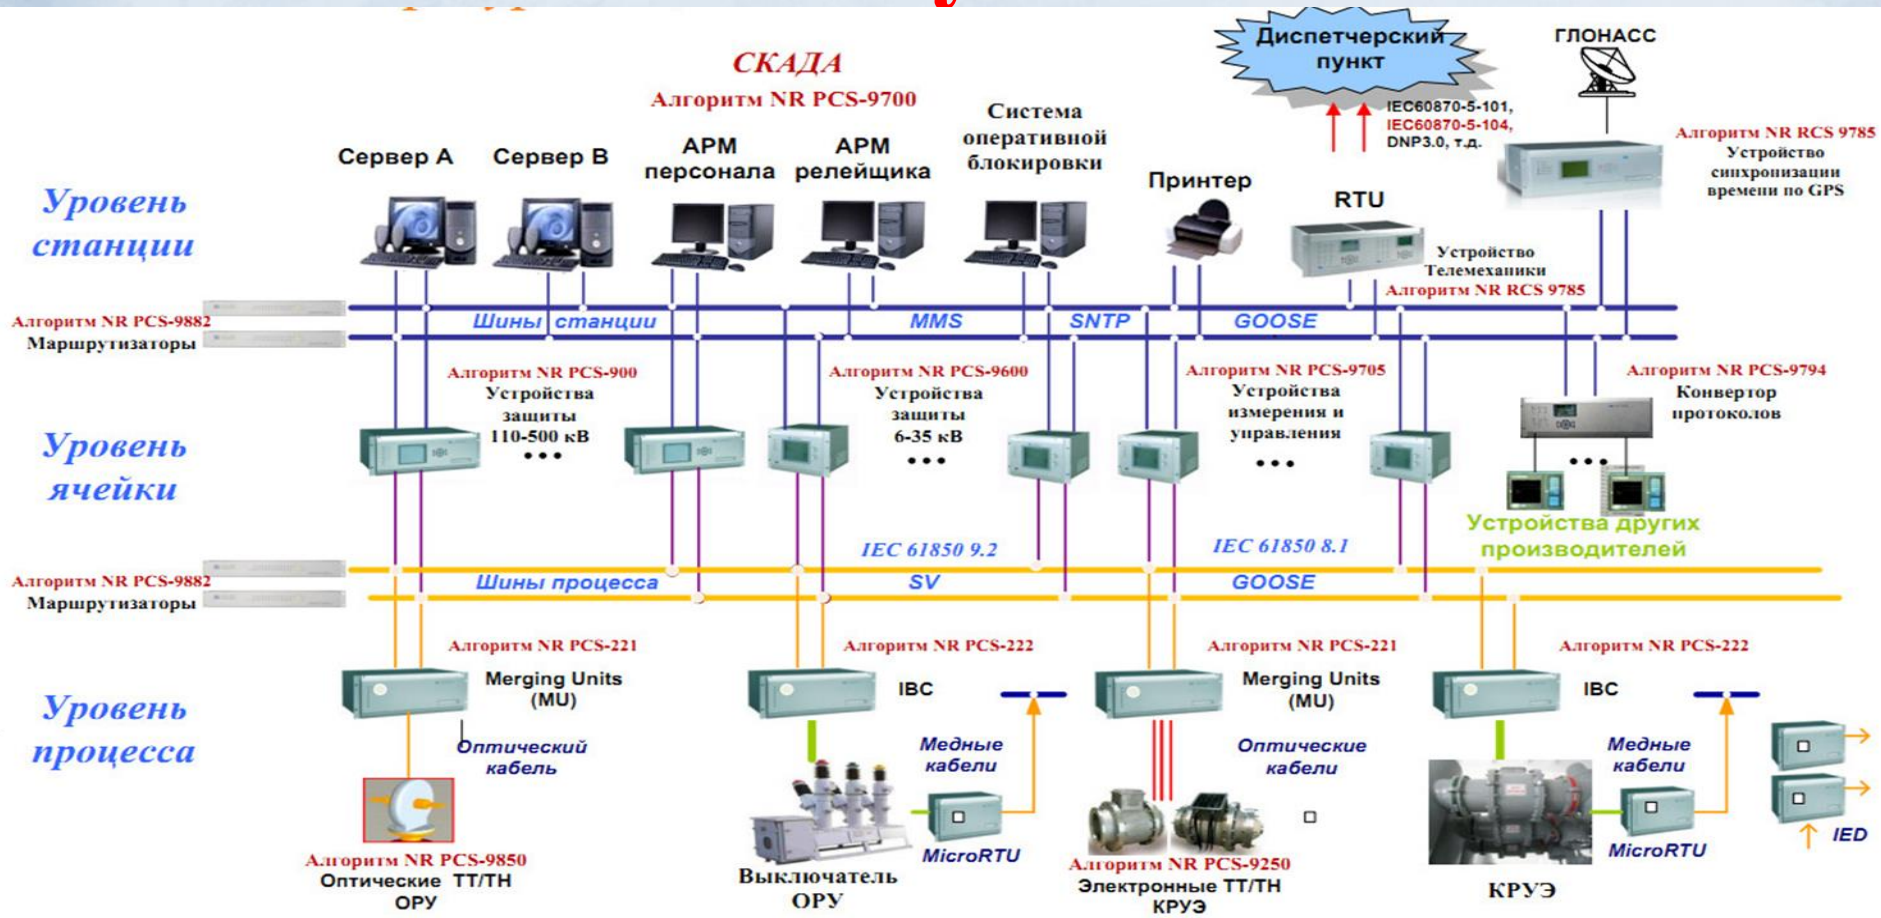 СКАДА
Алгоритм NR PCS-9700
Диспетчерский
пункт
ГЛОНАСС
IEC60870-5-101,
IEC60870-5-104,
DNP3.0, т.д.
Алгоритм NR RCS 9785
Устройство
синхронизации
времени по GPS
Сервер А
Сервер В
АРМ
персонала
АРМ
релейщика
Система
оперативной
блокировки
Принтер
RTU
Устройство
Телемеханики
Алгоритм NR RCS 9785
Уровень
станции
Алгоритм NR PCS-9882
Маршрутизаторы
Шины станции
MMS
SNTP
GOOSE
Алгоритм NR PCS-900
Устройства
защиты
110-500 кВ
Алгоритм NR PCS-9600
Устройства
защиты
6-35 кВ
Алгоритм NR PCS-9705
Устройства
измерения и
управления
Алгоритм NR PCS-9794
Конвертор
протоколов
Уровень
ячейки
Устройства других
производителей
IEC 61850 9.2
IEC 61850 8.1
Алгоритм NR PCS-9882
Маршрутизаторы
Шины процесса
SV
GOOSE
Уровень
процесса
Алгоритм NR PCS-221
Merging Units
(MU)
Оптический
кабель
Алгоритм NR PCS-9850
Оптические ТТ/ТН
ОРУ
Алгоритм NR PCS-222
IBC
Медные
кабели
MicroRTU
Выключатель
ОРУ
Алгоритм NR PCS-221
Merging Units
(MU)
Оптические
кабели
Алгоритм NR PCS-9250
Электронные ТТ/ТН
КРУЭ
Алгоритм NR PCS-222
IBC
Медные
кабели
MicroRTU
КРУЭ
IED